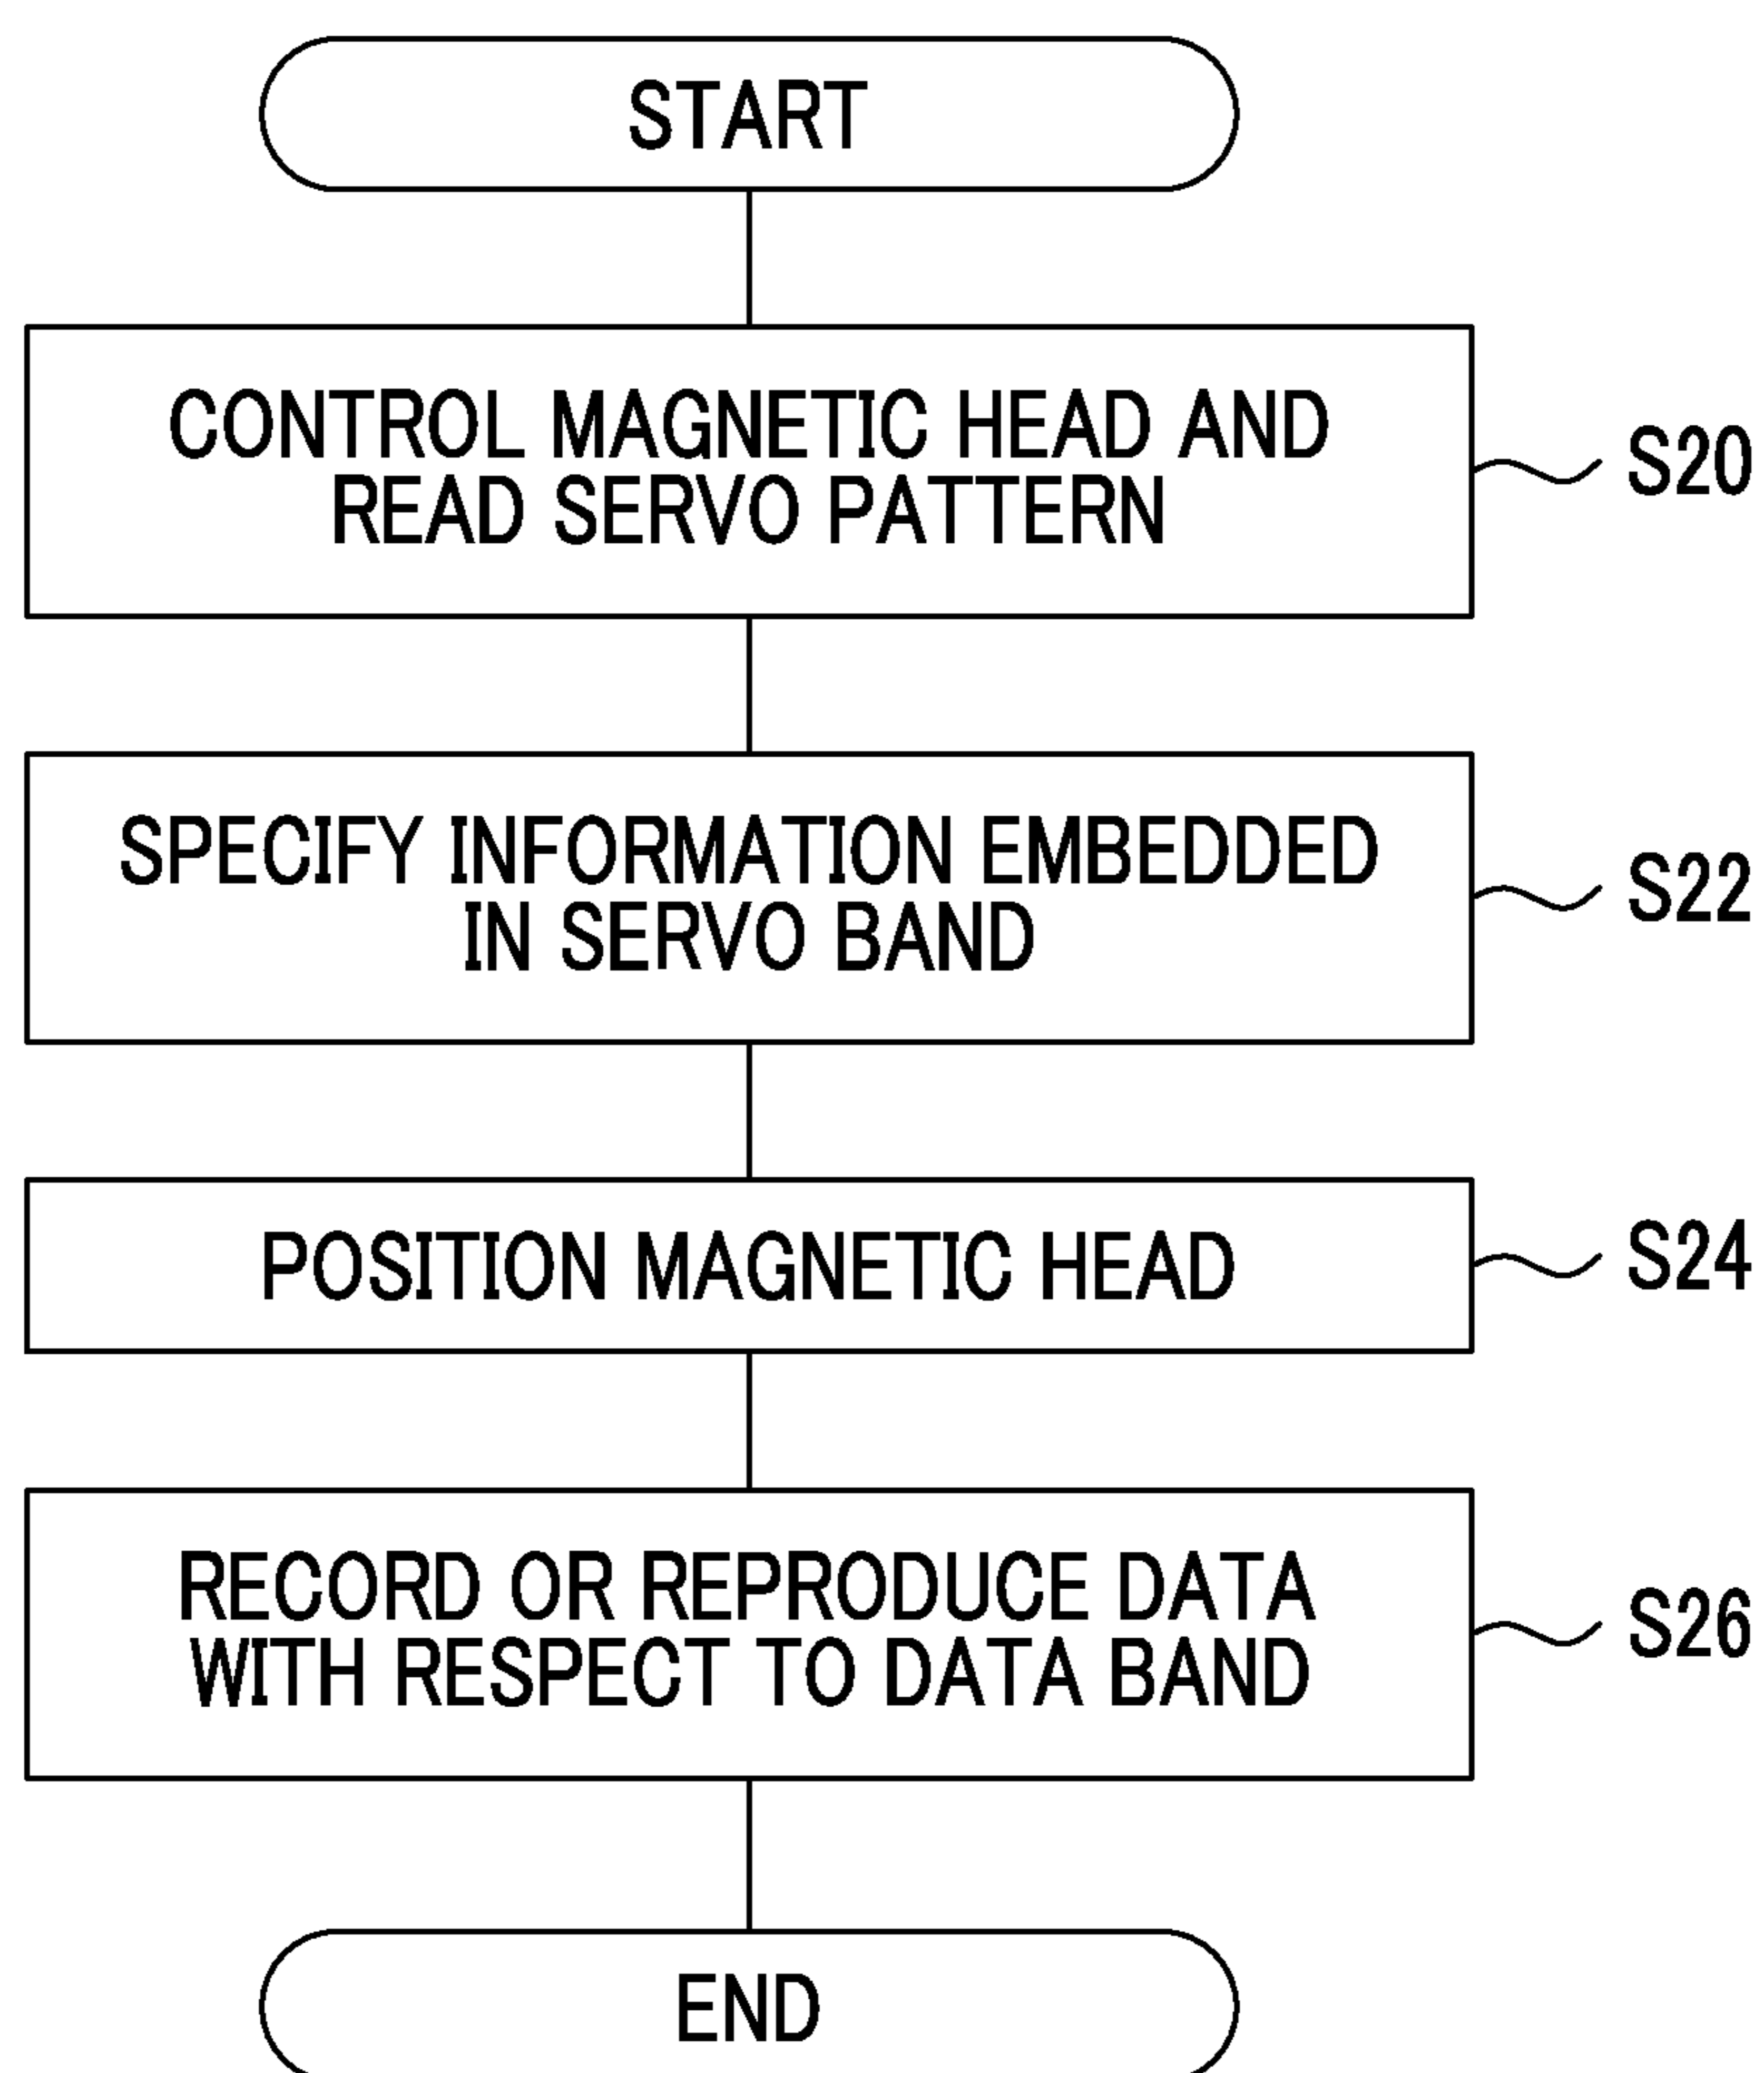 START
CONTROL MAGNETIC HEAD AND
READ SERVO PATTERN
S20
SPECIFY INFORMATION EMBEDDED
IN SERVO BAND
S22
POSITION MAGNETIC HEAD
S24
RECORD OR REPRODUCE DATA
WITH RESPECT TO DATA BAND
S26
END